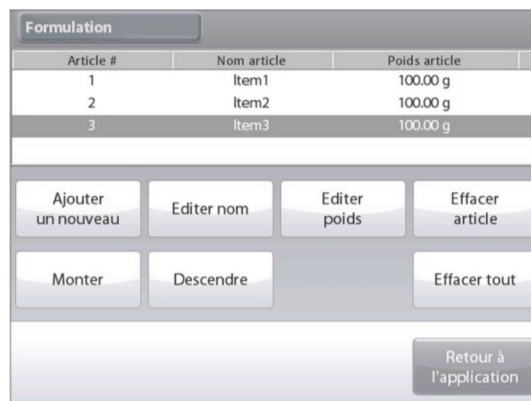 Formulation
Article # Nom article Poids article
1 Item1 100.00 g
2 Item2 100.00 g
3 Item3 100.00 g
Ajouter un nouveau
Editer nom
Editer poids
Effacer article
Monter
Descendre
Effacer tout
Retour à l'application